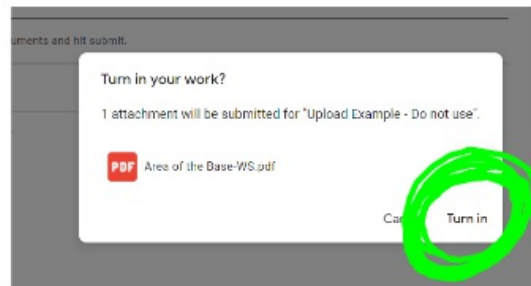 uments and hit submit.
Turn in your work?
1 attachment will be submitted for "Upload Example - Do not use".
PDF Area of the Base-WS.pdf
Turn in